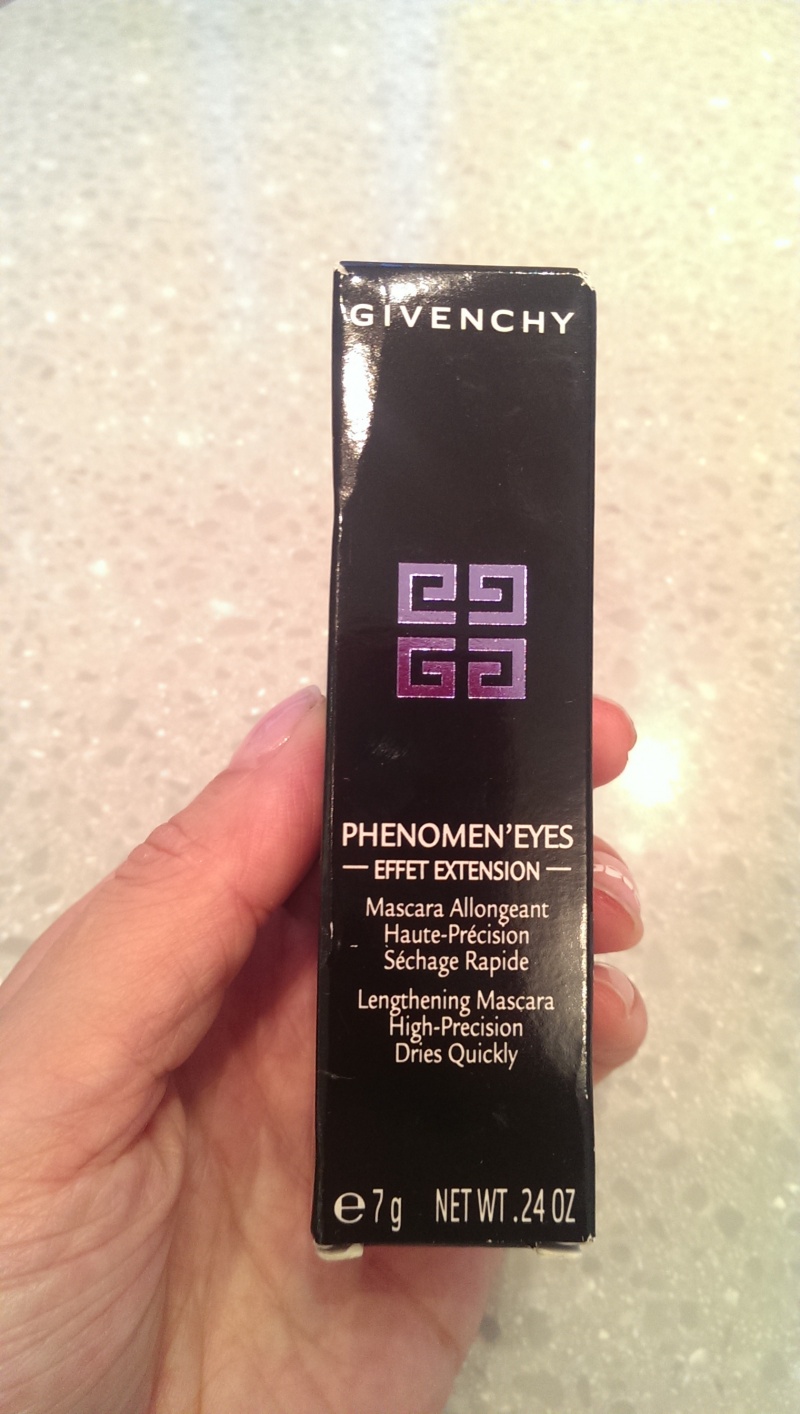 GIVENCHY
PHENOMEN'EYES
— EFFET EXTENSION —
Mascara Allongeant
Haute-Précision
Séchage Rapide
Lengthening Mascara
High-Precision
Dries Quickly
℮ 7 g NET WT .24 OZ